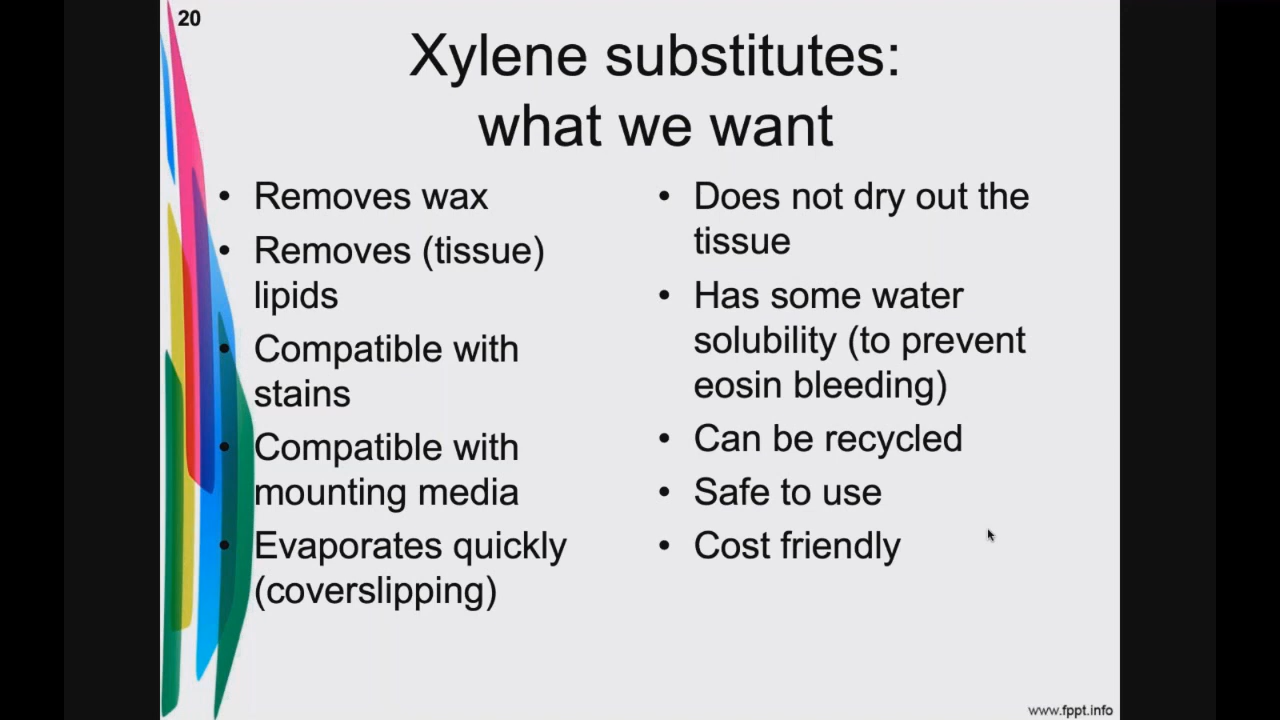 20
Xylene substitutes:
what we want
• Removes wax
• Removes (tissue)
lipids
• Compatible with
stains
• Compatible with
mounting media
• Evaporates quickly
(coverslipping)
• Does not dry out the
tissue
• Has some water
solubility (to prevent
eosin bleeding)
• Can be recycled
• Safe to use
• Cost friendly
www.fppt.info